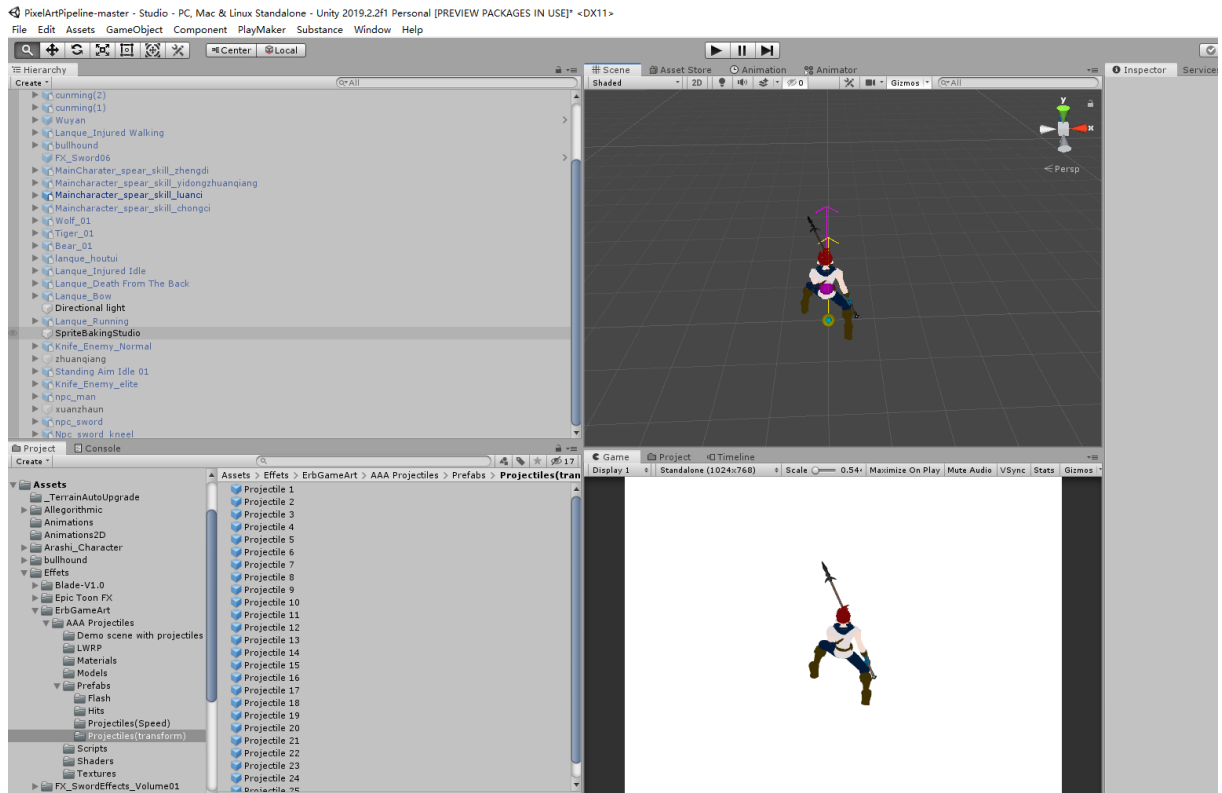 PixelArtPipeline-master - Studio - PC, Mac & Linux Standalone - Unity 2019.2.2f1 Personal [PREVIEW PACKAGES IN USE]* <DX11>
File Edit Assets GameObject Component PlayMaker Substance Window Help
Center Local
Hierarchy
Create
All
cunming(2)
cunming(1)
Wuyan
Lanque_Injured Walking
bullhound
FX_Sword06
MainCharater_spear_skill_zhengdi
Maincharacter_spear_skill_yidongzhuanqiang
Maincharacter_spear_skill_luanci
Maincharacter_spear_skill_chongci
Wolf_01
Tiger_01
Bear_01
lanque_houtui
Lanque_Injured Idle
Lanque_Death From The Back
Lanque_Bow
Directional light
Lanque_Running
SpriteBakingStudio
Knife_Enemy_Normal
zhuanqiang
Standing Aim Idle 01
Knife_Enemy_elite
npc_man
xuanzhaun
npc_sword
Npc_sword_kneel
Scene Asset Store Animation Animator
Shaded 2D 0 Gizmos All
y
x
Persp
Inspector Services
Project Console
Create
17
Assets
_TerrainAutoUpgrade
Allegorithmic
Animations
Animations2D
Arashi_Character
bullhound
Effets
Blade-V1.0
Epic Toon FX
ErbGameArt
AAA Projectiles
Demo scene with projectiles
LWRP
Materials
Models
Prefabs
Flash
Hits
Projectiles(Speed)
Projectiles(transform)
Scripts
Shaders
Textures
FX_SwordEffects_Volume01
Assets > Effets > ErbGameArt > AAA Projectiles > Prefabs > Projectiles(tran
Projectile 1
Projectile 2
Projectile 3
Projectile 4
Projectile 5
Projectile 6
Projectile 7
Projectile 8
Projectile 9
Projectile 10
Projectile 11
Projectile 12
Projectile 13
Projectile 14
Projectile 15
Projectile 16
Projectile 17
Projectile 18
Projectile 19
Projectile 20
Projectile 21
Projectile 22
Projectile 23
Projectile 24
Projectile 25
Game Project Timeline
Display 1 Standalone (1024x768) Scale 0.54 Maximize On Play Mute Audio VSync Stats Gizmos